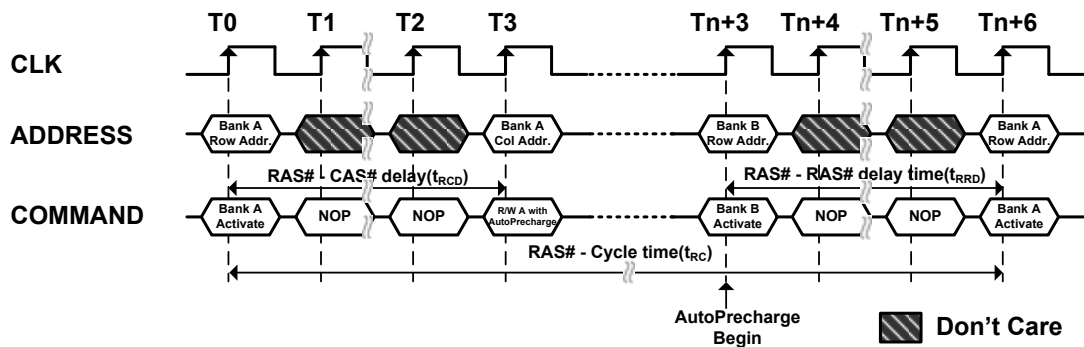 T0 T1 T2 T3 Tn+3 Tn+4 Tn+5 Tn+6
CLK
ADDRESS
Bank A Row Addr.
Bank A Col Addr.
Bank B Row Addr.
Bank A Row Addr.
RAS# - CAS# delay(tRCD)
RAS# - RAS# delay time(tRRD)
COMMAND
Bank A Activate
NOP
NOP
R/W A with AutoPrecharge
Bank B Activate
NOP
NOP
Bank A Activate
RAS# - Cycle time(tRC)
AutoPrecharge
Begin
Don't Care